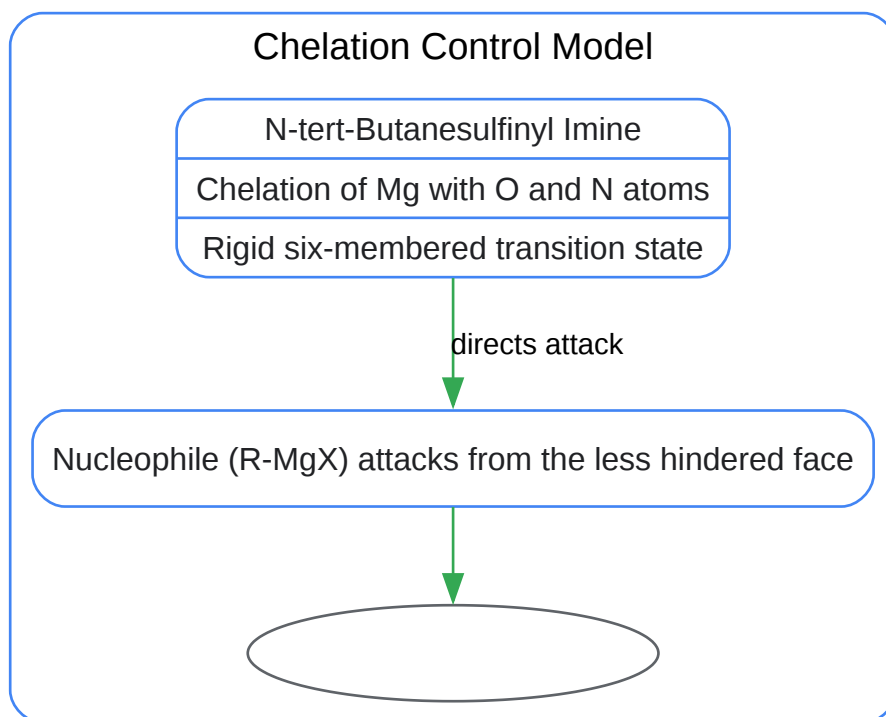 Chelation Control Model
N-tert-Butanesulfinyl Imine
Chelation of Mg with O and N atoms
Rigid six-membered transition state
directs attack
Nucleophile (R-MgX) attacks from the less hindered face